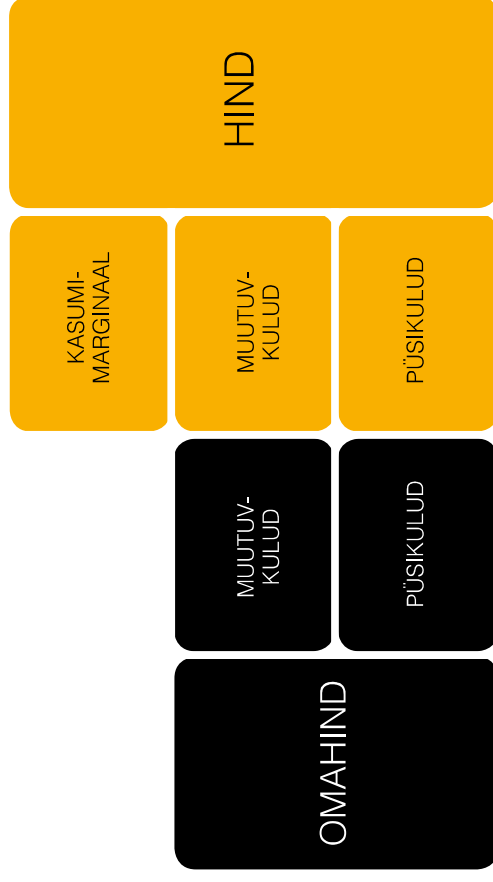 OMAHIND
MUUTUV-
KULUD
PÜSIKULUD
KASUMI-
MARGINAAL
MUUTUV-
KULUD
PÜSIKULUD
HIND